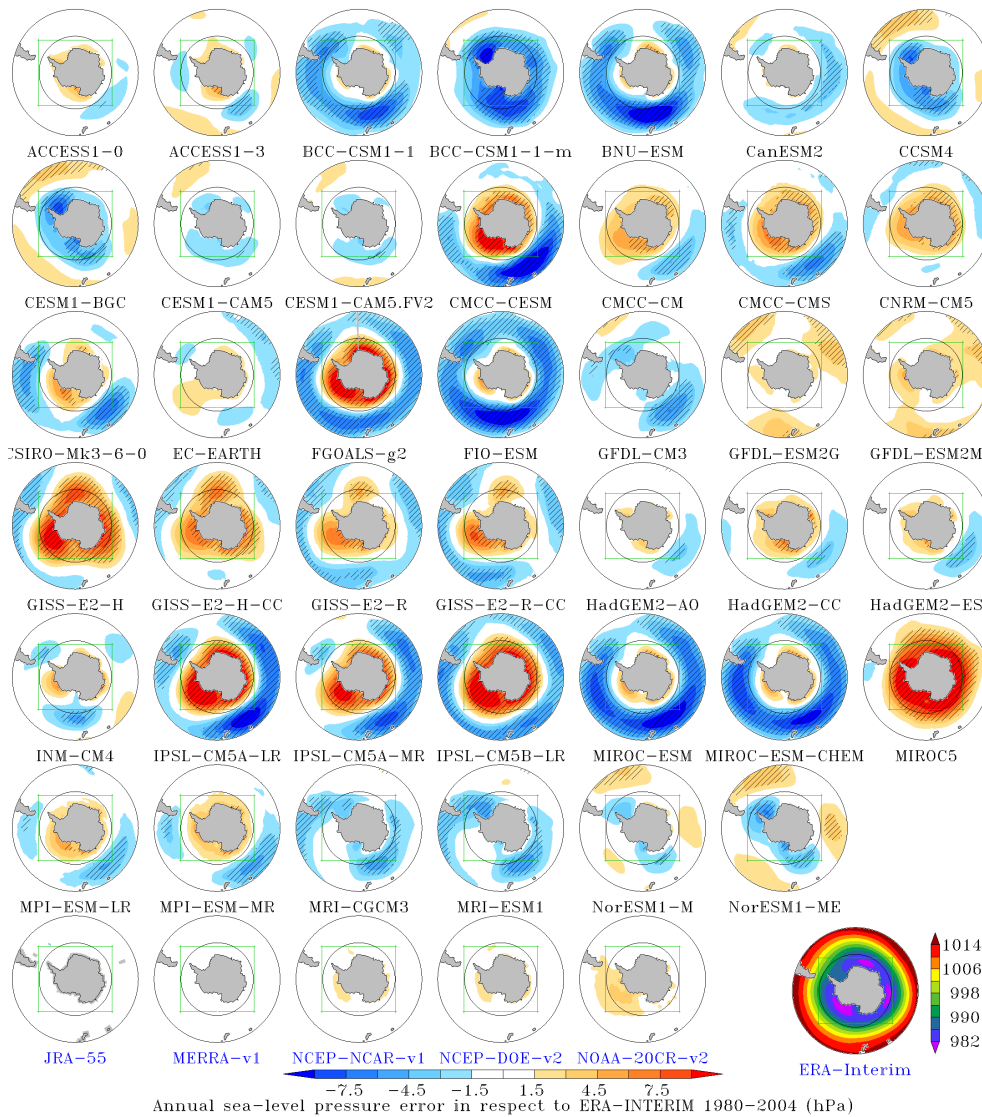 ACCESS1-0 ACCESS1-3 BCC-CSM1-1 BCC-CSM1-1-m BNU-ESM CanESM2 CCSM4
CESM1-BGC CESM1-CAM5 CESM1-CAM5.FV2 CMCC-CESM CMCC-CM CMCC-CMS CNRM-CM5
CSIRO-Mk3-6-0 EC-EARTH FGOALS-g2 FIO-ESM GFDL-CM3 GFDL-ESM2G GFDL-ESM2M
GISS-E2-H GISS-E2-H-CC GISS-E2-R GISS-E2-R-CC HadGEM2-AO HadGEM2-CC HadGEM2-ES
INM-CM4 IPSL-CM5A-LR IPSL-CM5A-MR IPSL-CM5B-LR MIROC-ESM MIROC-ESM-CHEM MIROC5
MPI-ESM-LR MPI-ESM-MR MRI-CGCM3 MRI-ESM1 NorESM1-M NorESM1-ME
1014
1006
998
990
982
JRA-55 MERRA-v1 NCEP-NCAR-v1 NCEP-DOE-v2 NOAA-20CR-v2 ERA-Interim
-7.5 -4.5 -1.5 1.5 4.5 7.5
Annual sea-level pressure error in respect to ERA-INTERIM 1980-2004 (hPa)